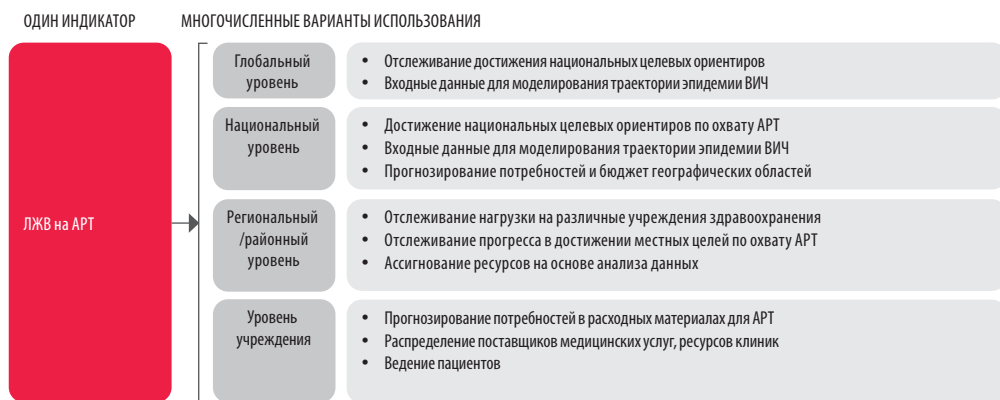 ОДИН ИНДИКАТОР
МНОГОЧИСЛЕННЫЕ ВАРИАНТЫ ИСПОЛЬЗОВАНИЯ
ЛЖВ на АРТ
Глобальный
уровень
• Отслеживание достижения национальных целевых ориентиров
• Входные данные для моделирования траектории эпидемии ВИЧ
Национальный
уровень
• Достижение национальных целевых ориентиров по охвату АРТ
• Входные данные для моделирования траектории эпидемии ВИЧ
• Прогнозирование потребностей и бюджет географических областей
Региональный
/районный
уровень
• Отслеживание нагрузки на различные учреждения здравоохранения
• Отслеживание прогресса в достижении местных целей по охвату АРТ
• Ассигнование ресурсов на основе анализа данных
Уровень
учреждения
• Прогнозирование потребностей в расходных материалах для АРТ
• Распределение поставщиков медицинских услуг, ресурсов клиник
• Ведение пациентов